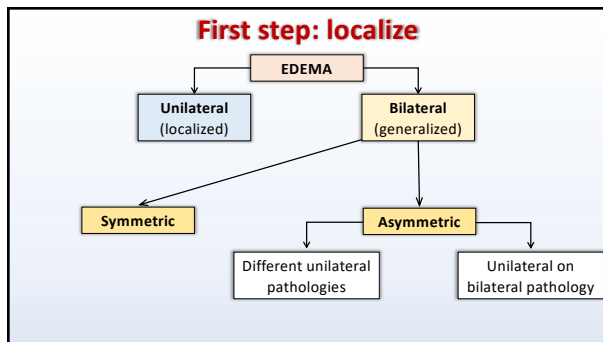 First step: localize
EDEMA
Unilateral
(localized)
Bilateral
(generalized)
Symmetric
Asymmetric
Different unilateral
pathologies
Unilateral on
bilateral pathology